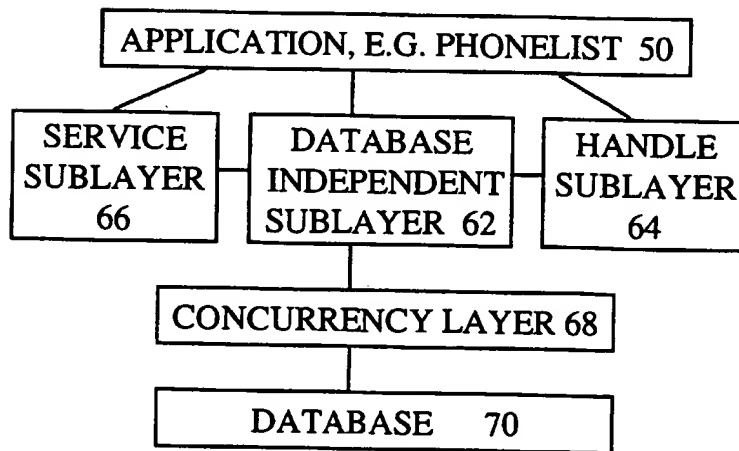 APPLICATION, E.G. PHONELIST 50
SERVICE
SUBLAYER
66
DATABASE
INDEPENDENT
SUBLAYER 62
HANDLE
SUBLAYER
64
CONCURRENCY LAYER 68
DATABASE 70